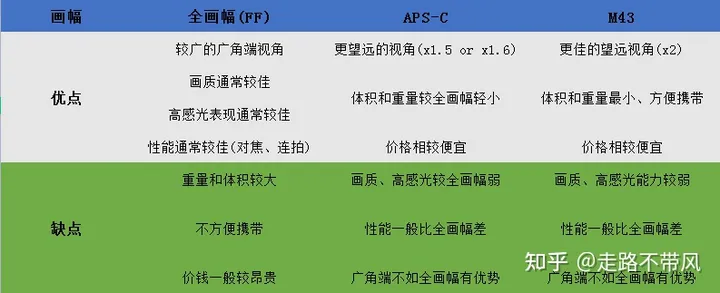 画幅 全画幅(FF) APS-C M43
较广的广角端视角 更望远的视角(x1.5 or x1.6) 更佳的望远视角(x2)
画质通常较佳
优点 体积和重量较全画幅轻小 体积和重量最小、方便携带
高感光表现通常较佳
性能通常较佳(对焦、连拍) 价格相较便宜 价格相较便宜
重量和体积较大 画质、高感光较全画幅弱 画质、高感光能力较弱
缺点 不方便携带 性能一般比全画幅差 性能一般比全画幅差
价钱一般较昂贵 广角端不如全画幅有优势 广角端不如全画幅有优势
知乎 @走路不带风